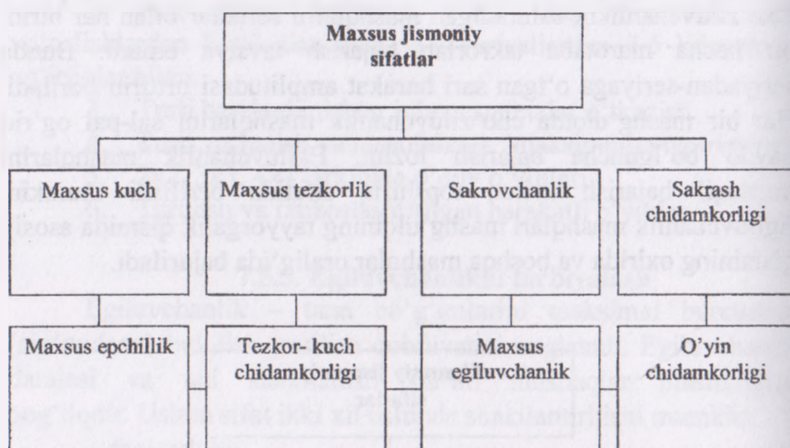 Maxsus jismoniy
sifatlar
Maxsus kuch
Maxsus tezkorlik
Sakrovchanlik
Sakrash
chidamkorligi
Maxsus epchillik
Tezkor- kuch
chidamkorligi
Maxsus
egiluvchanlik
O'yin
chidamkorligi